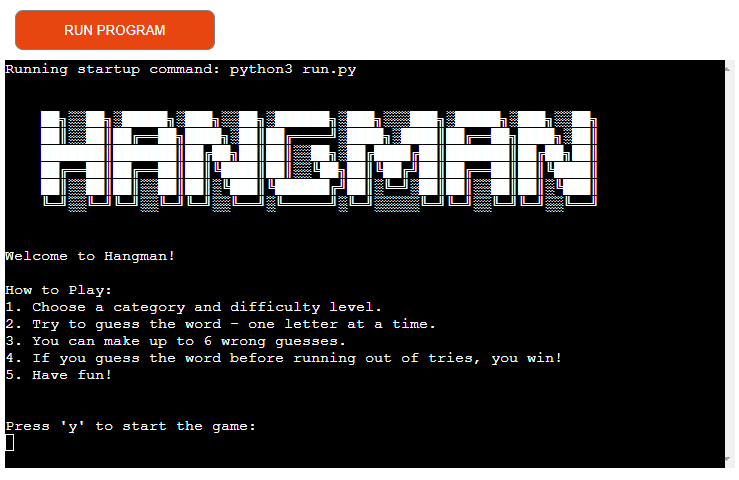 RUN PROGRAM
Running startup command: python3 run.py
HANGMAN
Welcome to Hangman!
How to Play:
1. Choose a category and difficulty level.
2. Try to guess the word - one letter at a time.
3. You can make up to 6 wrong guesses.
4. If you guess the word before running out of tries, you win!
5. Have fun!
Press 'y' to start the game: